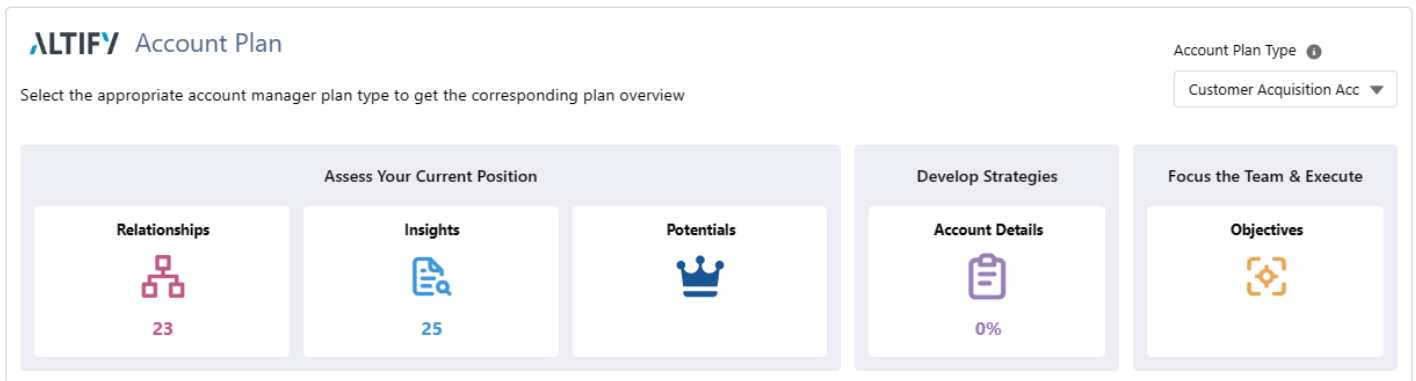 ALTIFY Account Plan
Account Plan Type
Select the appropriate account manager plan type to get the corresponding plan overview
Customer Acquisition Acc
Assess Your Current Position
Relationships
23
Insights
25
Potentials
Develop Strategies
Account Details
0%
Focus the Team & Execute
Objectives